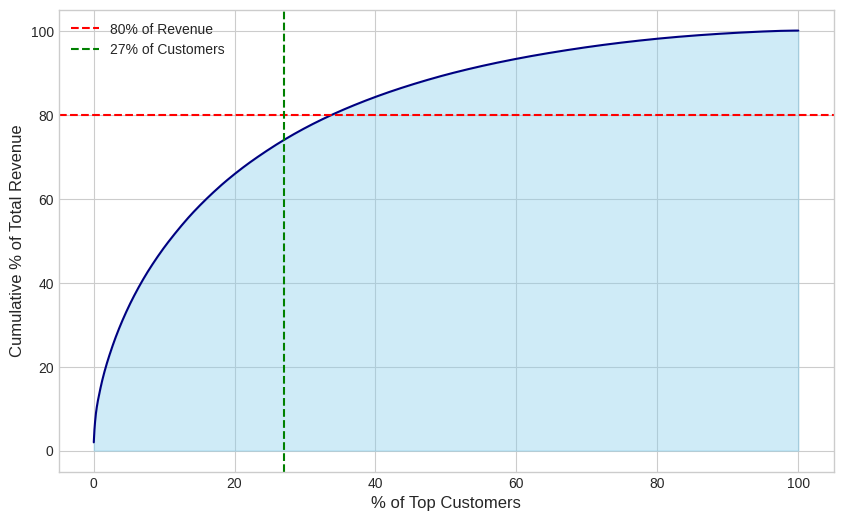 80% of Revenue
27% of Customers
100
80
60
40
20
0
Cumulative % of Total Revenue
0 20 40 60 80 100
% of Top Customers